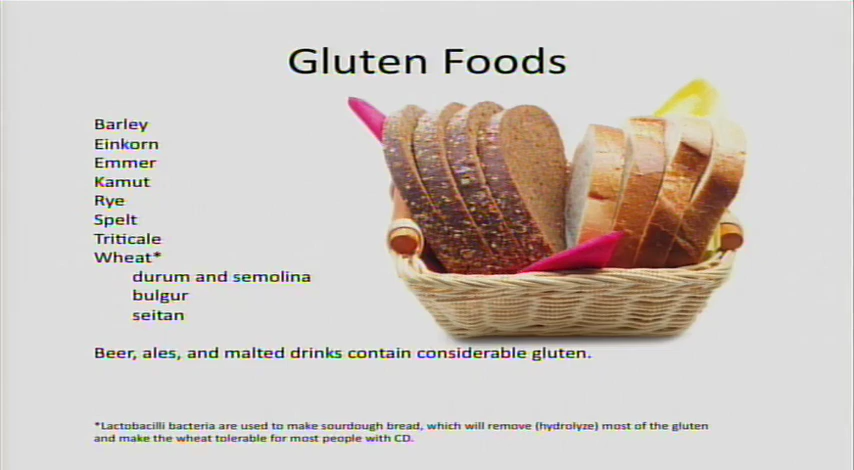 Gluten Foods
Barley
Einkorn
Emmer
Kamut
Rye
Spelt
Triticale
Wheat*
durum and semolina
bulgur
seitan
Beer, ales, and malted drinks contain considerable gluten.
*Lactobacilli bacteria are used to make sourdough bread, which will remove (hydrolyze) most of the gluten
and make the wheat tolerable for most people with CD.